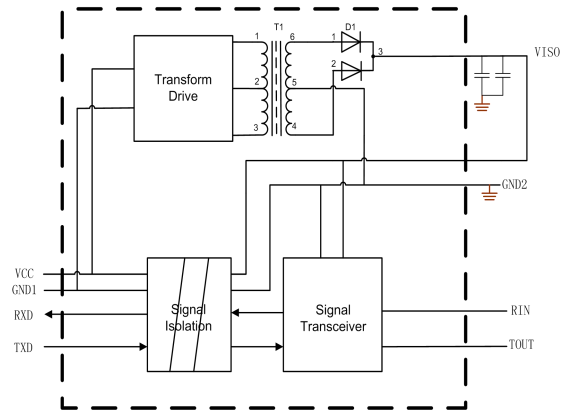 T1
D1
1
6
1
3
VISO
Transform
Drive
2
5
2
3
4
GND2
VCC
GND1
RXD
TXD
Signal
Isolation
Signal
Transceiver
RIN
TOUT